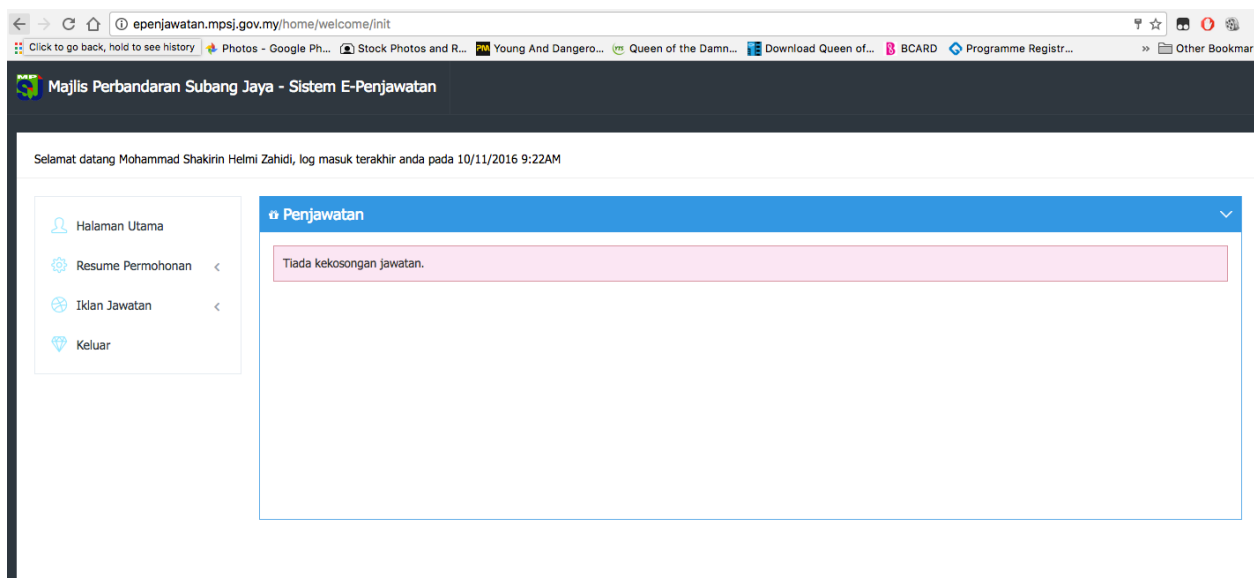 epenjawatan.mpsj.gov.my/home/welcome/init
Click to go back, hold to see history Photos - Google Ph... Stock Photos and R... Young And Dangero... Queen of the Damn... Download Queen of... BCARD Programme Registr... » Other Bookmar
Majlis Perbandaran Subang Jaya - Sistem E-Penjawatan
Selamat datang Mohammad Shakirin Helmi Zahidi, log masuk terakhir anda pada 10/11/2016 9:22AM
Halaman Utama
Resume Permohonan
Iklan Jawatan
Keluar
Penjawatan
Tiada kekosongan jawatan.